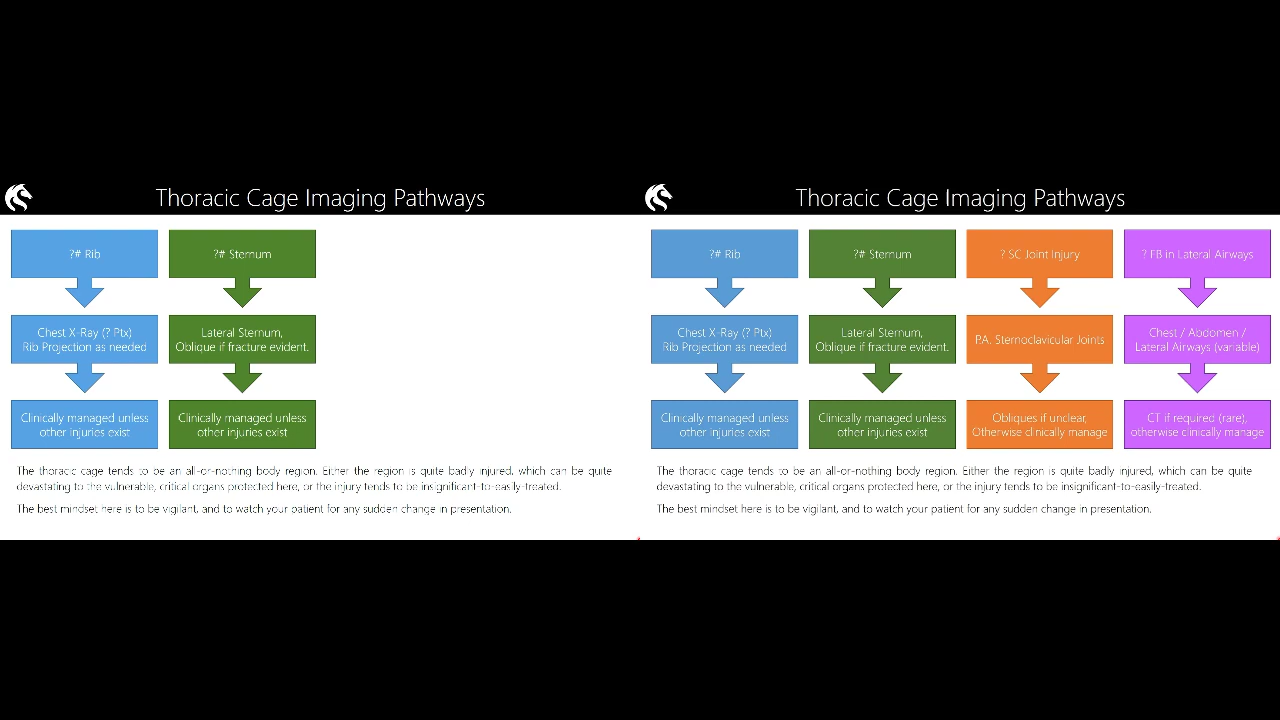 Thoracic Cage Imaging Pathways
?# Rib
?# Sternum
Chest X-Ray (? Ptx)
Rib Projection as needed
Lateral Sternum,
Oblique if fracture evident.
Clinically managed unless
other injuries exist
Clinically managed unless
other injuries exist
The thoracic cage tends to be an all-or-nothing body region. Either the region is quite badly injured, which can be quite
devastating to the vulnerable, critical organs protected here, or the injury tends to be insignificant-to-easily-treated.
The best mindset here is to be vigilant, and to watch your patient for any sudden change in presentation.
Thoracic Cage Imaging Pathways
?# Rib
?# Sternum
? SC Joint Injury
? FB in Lateral Airways
Chest X-Ray (? Ptx)
Rib Projection as needed
Lateral Sternum,
Oblique if fracture evident.
P.A. Sternoclavicular Joints
Chest / Abdomen /
Lateral Airways (variable)
Clinically managed unless
other injuries exist
Clinically managed unless
other injuries exist
Obliques if unclear,
Otherwise clinically manage
CT if required (rare),
otherwise clinically manage
The thoracic cage tends to be an all-or-nothing body region. Either the region is quite badly injured, which can be quite
devastating to the vulnerable, critical organs protected here, or the injury tends to be insignificant-to-easily-treated.
The best mindset here is to be vigilant, and to watch your patient for any sudden change in presentation.